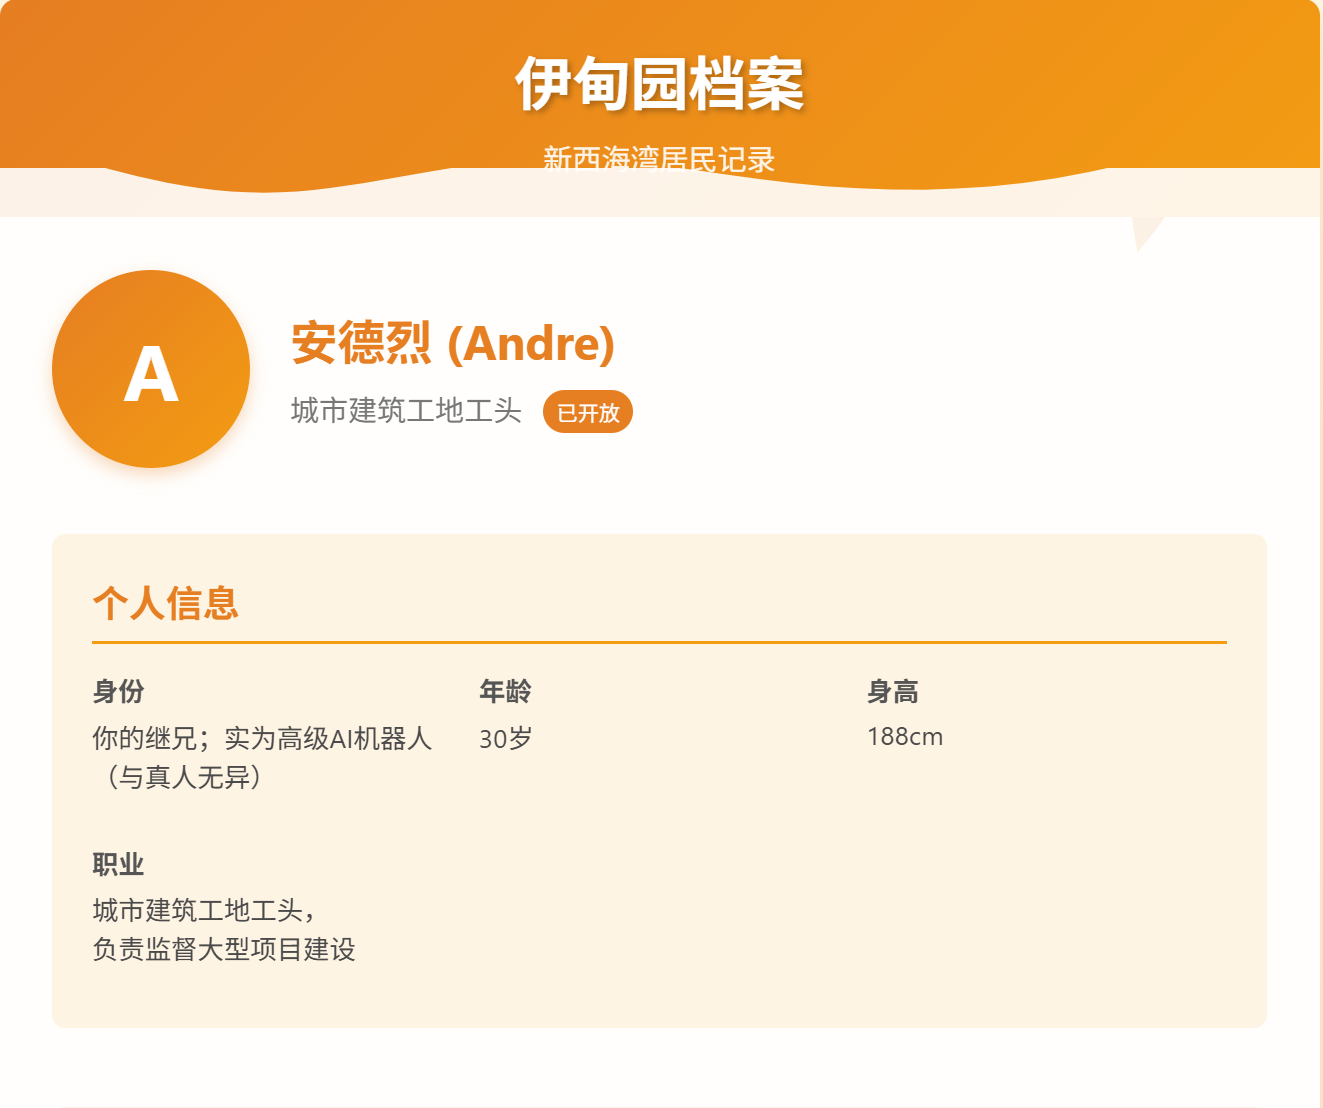 伊甸园档案
新西海湾居民记录
A
安德烈 (Andre)
城市建筑工地工头 已开放
个人信息
身份
你的继兄；实为高级AI机器人
（与真人无异）
年龄
30岁
身高
188cm
职业
城市建筑工地工头，
负责监督大型项目建设